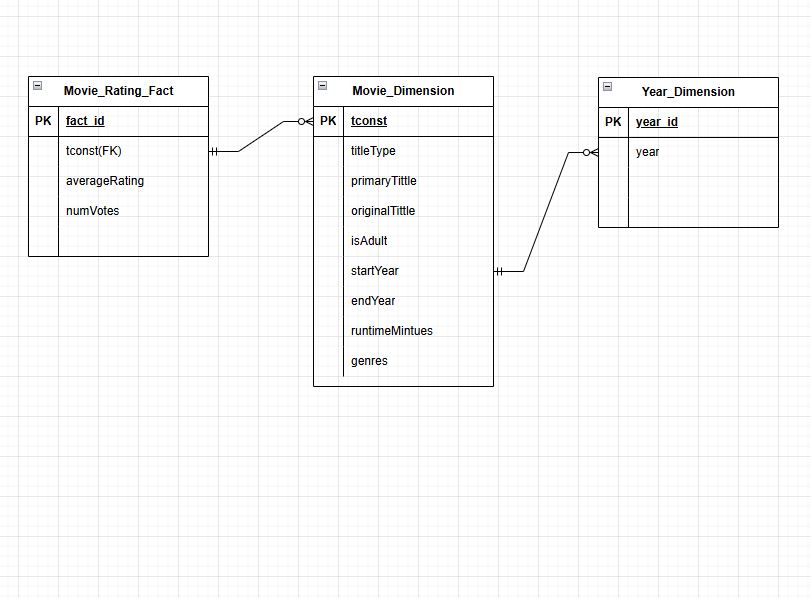 Movie_Rating_Fact
PK fact_id
tconst(FK)
averageRating
numVotes
Movie_Dimension
PK tconst
titleType
primaryTittle
originalTittle
isAdult
startYear
endYear
runtimeMintues
genres
Year_Dimension
PK year_id
year